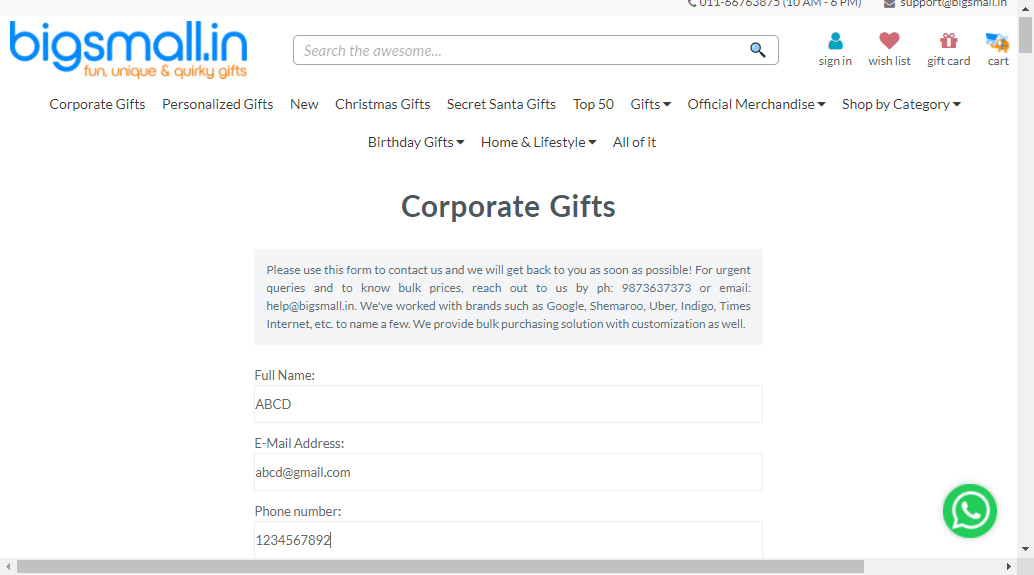 011-66763875 (10 AM - 6 PM) support@bigsmall.in
bigsmall.in
fun, unique & quirky gifts
Search the awesome...
sign in wish list gift card cart
Corporate Gifts Personalized Gifts New Christmas Gifts Secret Santa Gifts Top 50 Gifts Official Merchandise Shop by Category
Birthday Gifts Home & Lifestyle All of it
Corporate Gifts
Please use this form to contact us and we will get back to you as soon as possible! For urgent
queries and to know bulk prices, reach out to us by ph: 9873637373 or email:
help@bigsmall.in. We've worked with brands such as Google, Shemaroo, Uber, Indigo, Times
Internet, etc. to name a few. We provide bulk purchasing solution with customization as well.
Full Name:
ABCD
E-Mail Address:
abcd@gmail.com
Phone number:
1234567892